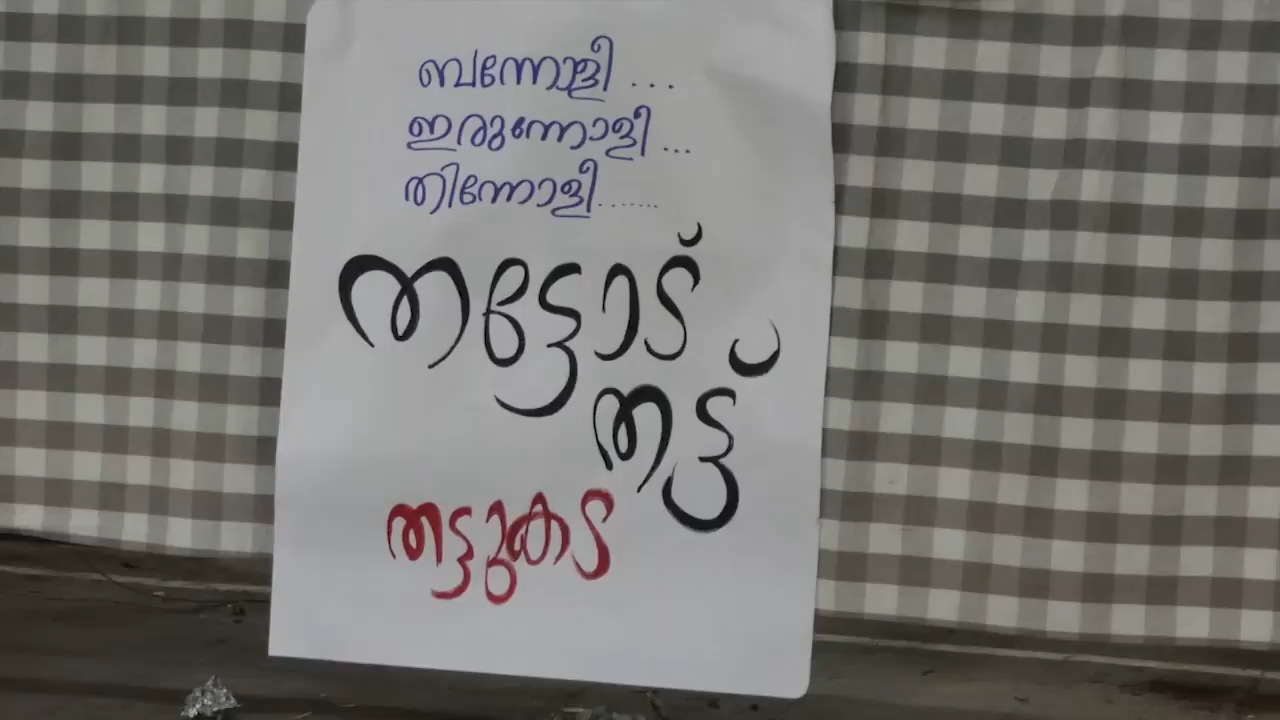 ബന്നോളീ ...
ഇരുന്നോളീ ...
തിന്നോളീ .......
തട്ടോട്
തട്ട്
തട്ടുകട